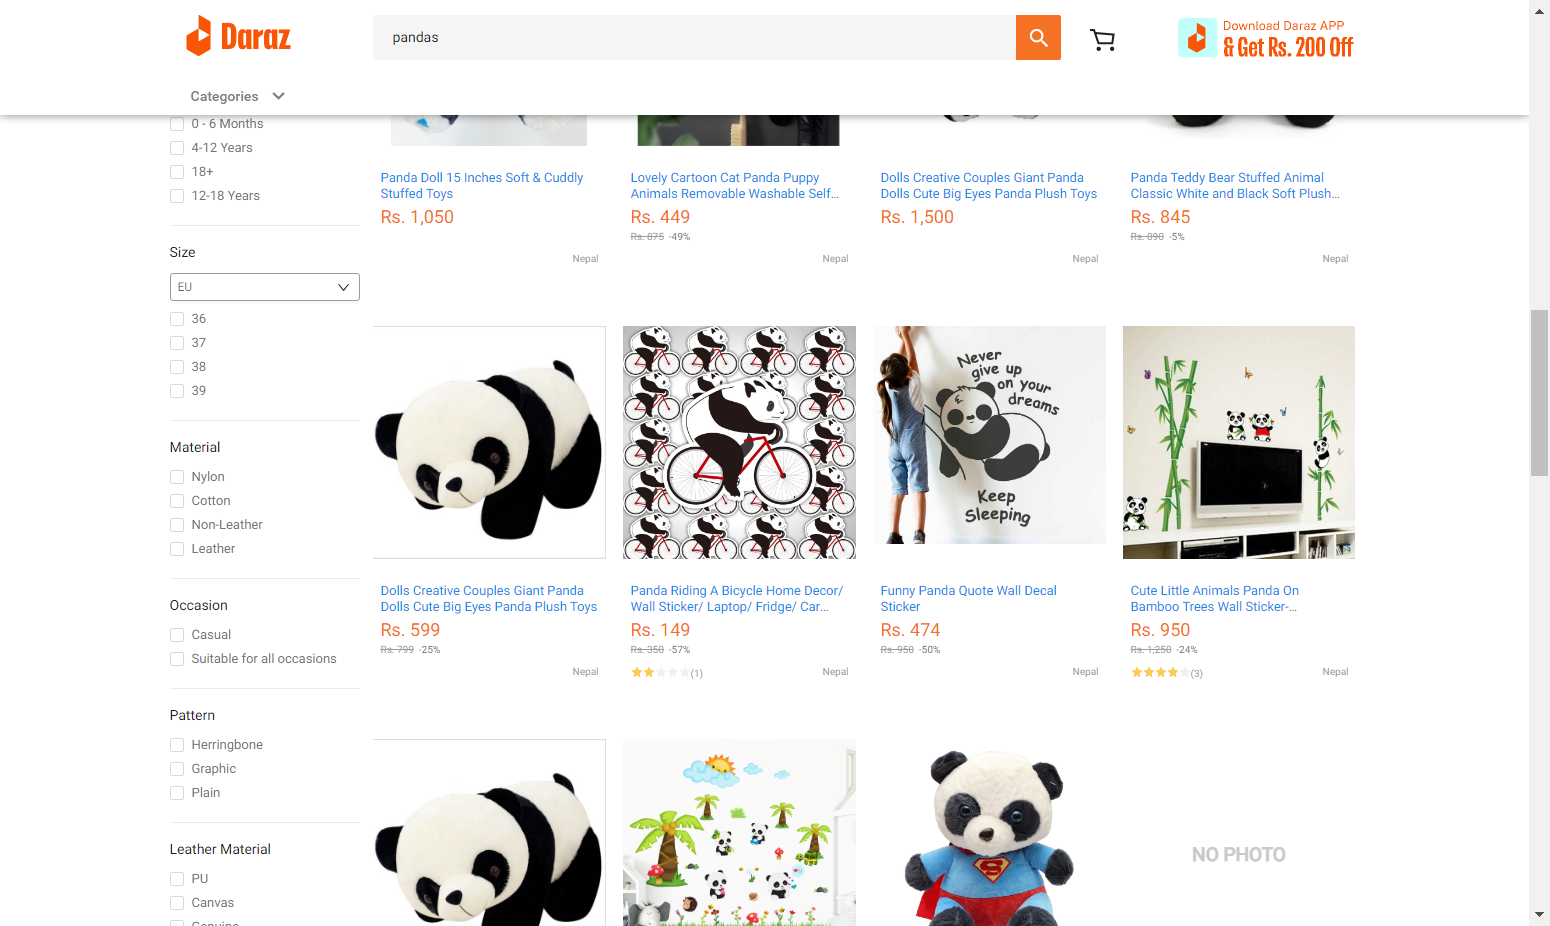 Daraz
pandas
Download Daraz APP
& Get Rs. 200 Off
Categories
0 - 6 Months
4-12 Years
18+
12-18 Years
Size
EU
36
37
38
39
Material
Nylon
Cotton
Non-Leather
Leather
Occasion
Casual
Suitable for all occasions
Pattern
Herringbone
Graphic
Plain
Leather Material
PU
Canvas
Genuine
Panda Doll 15 Inches Soft & Cuddly
Stuffed Toys
Rs. 1,050
Nepal
Lovely Cartoon Cat Panda Puppy
Animals Removable Washable Self...
Rs. 449
Rs. 875 -49%
Nepal
Dolls Creative Couples Giant Panda
Dolls Cute Big Eyes Panda Plush Toys
Rs. 1,500
Nepal
Panda Teddy Bear Stuffed Animal
Classic White and Black Soft Plush...
Rs. 845
Rs. 890 -5%
Nepal
Dolls Creative Couples Giant Panda
Dolls Cute Big Eyes Panda Plush Toys
Rs. 599
Rs. 799 -25%
Nepal
Panda Riding A Bicycle Home Decor/
Wall Sticker/ Laptop/ Fridge/ Car...
Rs. 149
Rs. 350 -57%
(1)
Nepal
Never
give up
on your
dreams
Keep
Sleeping
Funny Panda Quote Wall Decal
Sticker
Rs. 474
Rs. 950 -50%
Nepal
Cute Little Animals Panda On
Bamboo Trees Wall Sticker-...
Rs. 950
Rs. 1,250 -24%
(3)
Nepal
S
NO PHOTO